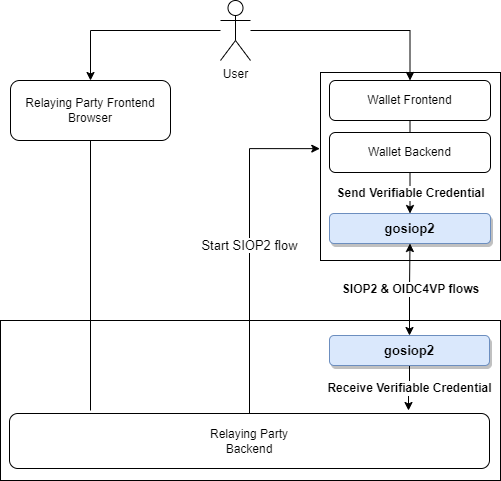 User
Relaying Party Frontend
Browser
Wallet Frontend
Wallet Backend
Send Verifiable Credential
gosiop2
Start SIOP2 flow
SIOP2 & OIDC4VP flows
gosiop2
Receive Verifiable Credential
Relaying Party
Backend